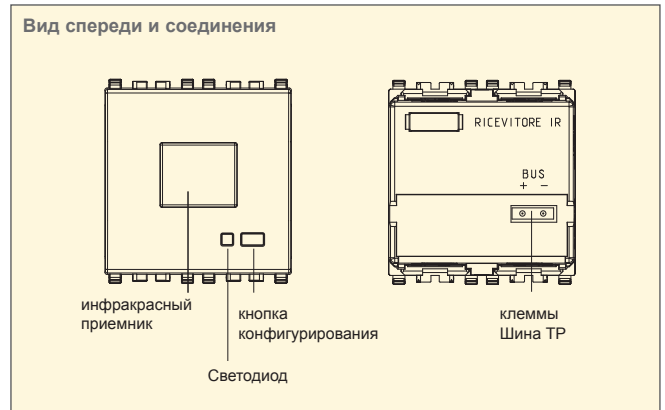 Вид спереди и соединения
RICEVITORE IR
BUS
+ -
инфракрасный
приемник
кнопка
конфигурирования
Светодиод
клеммы
Шина TP